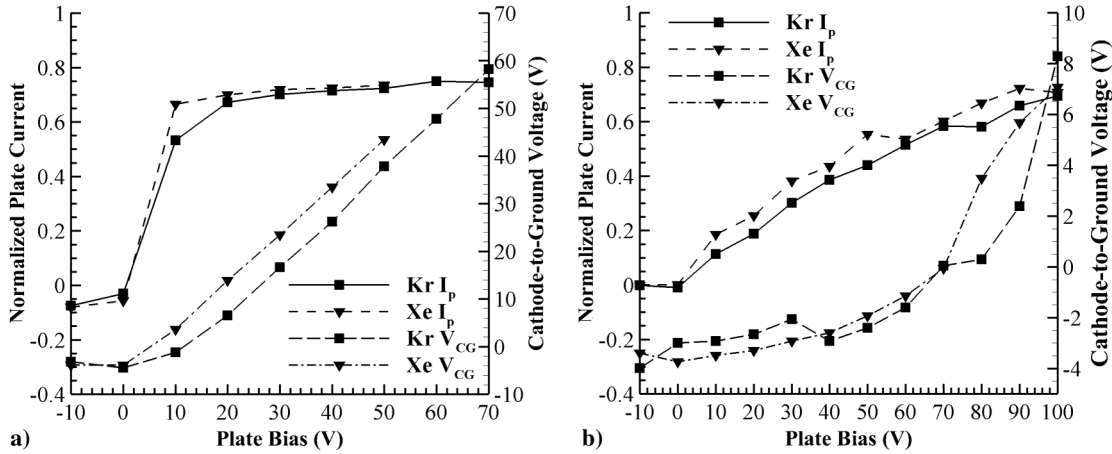 Normalized Plate Current
1
0.8
0.6
0.4
0.2
0
-0.2
-0.4
-10 0 10 20 30 40 50 60 70
Plate Bias (V)
70
60
50
40
30
20
10
0
-10
Cathode-to-Ground Voltage (V)
Kr Ip
Xe Ip
Kr VCG
Xe VCG
a)
Normalized Plate Current
1
0.8
0.6
0.4
0.2
0
-0.2
-0.4
-10 0 10 20 30 40 50 60 70 80 90 100
Plate Bias (V)
10
8
6
4
2
0
-2
-4
Cathode-to-Ground Voltage (V)
Kr Ip
Xe Ip
Kr VCG
Xe VCG
b)